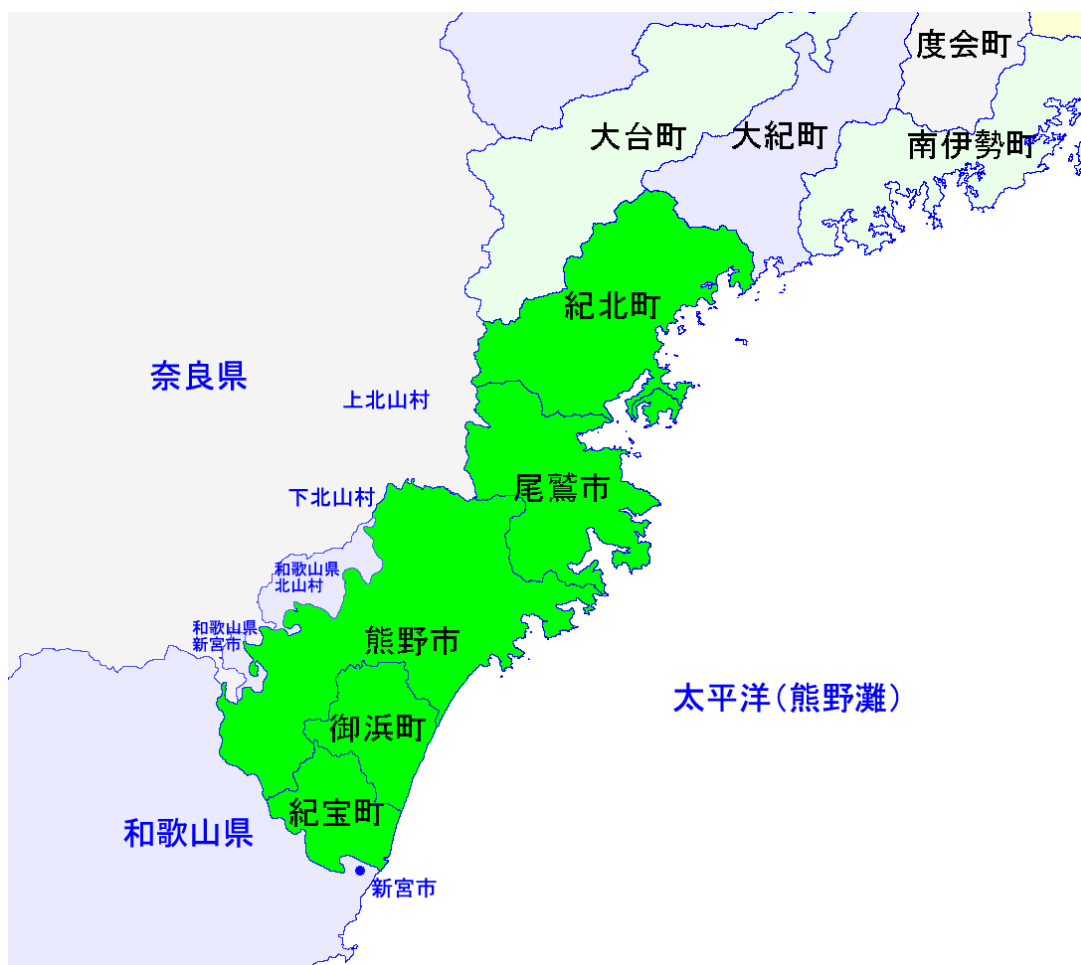 度会町
大台町
大紀町
南伊勢町
紀北町
奈良県
上北山村
尾鷲市
下北山村
和歌山県
北山村
和歌山県
新宮市
熊野市
太平洋(熊野灘)
御浜町
紀宝町
和歌山県
新宮市